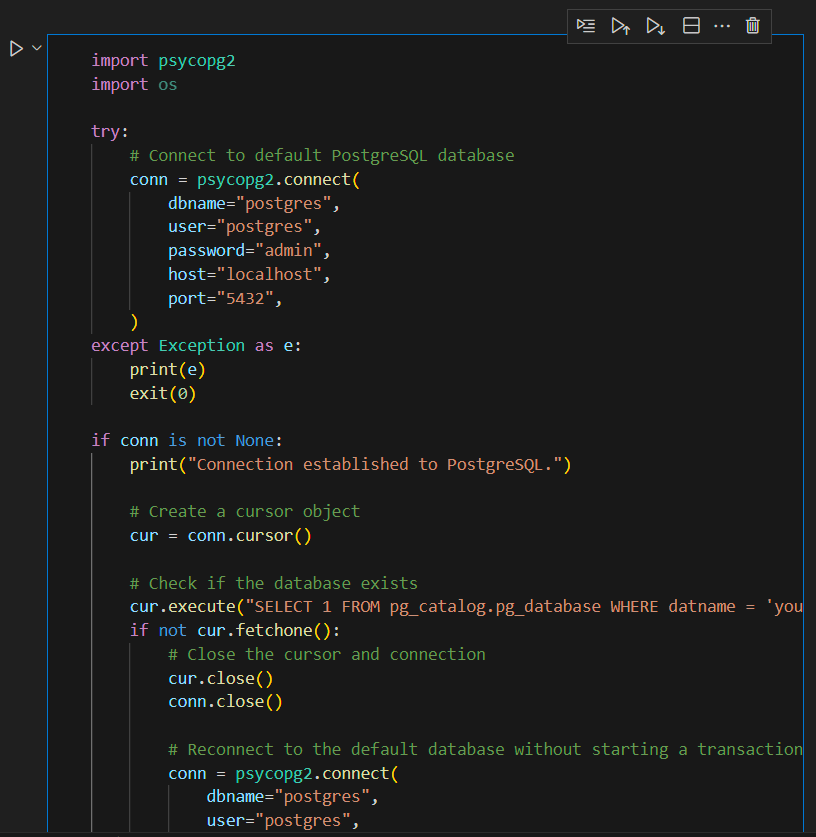 import psycopg2
import os
try:
# Connect to default PostgreSQL database
conn = psycopg2.connect(
dbname="postgres",
user="postgres",
password="admin",
host="localhost",
port="5432",
)
except Exception as e:
print(e)
exit(0)
if conn is not None:
print("Connection established to PostgreSQL.")
# Create a cursor object
cur = conn.cursor()
# Check if the database exists
cur.execute("SELECT 1 FROM pg_catalog.pg_database WHERE datname = 'you
if not cur.fetchone():
# Close the cursor and connection
cur.close()
conn.close()
# Reconnect to the default database without starting a transaction
conn = psycopg2.connect(
dbname="postgres",
user="postgres",